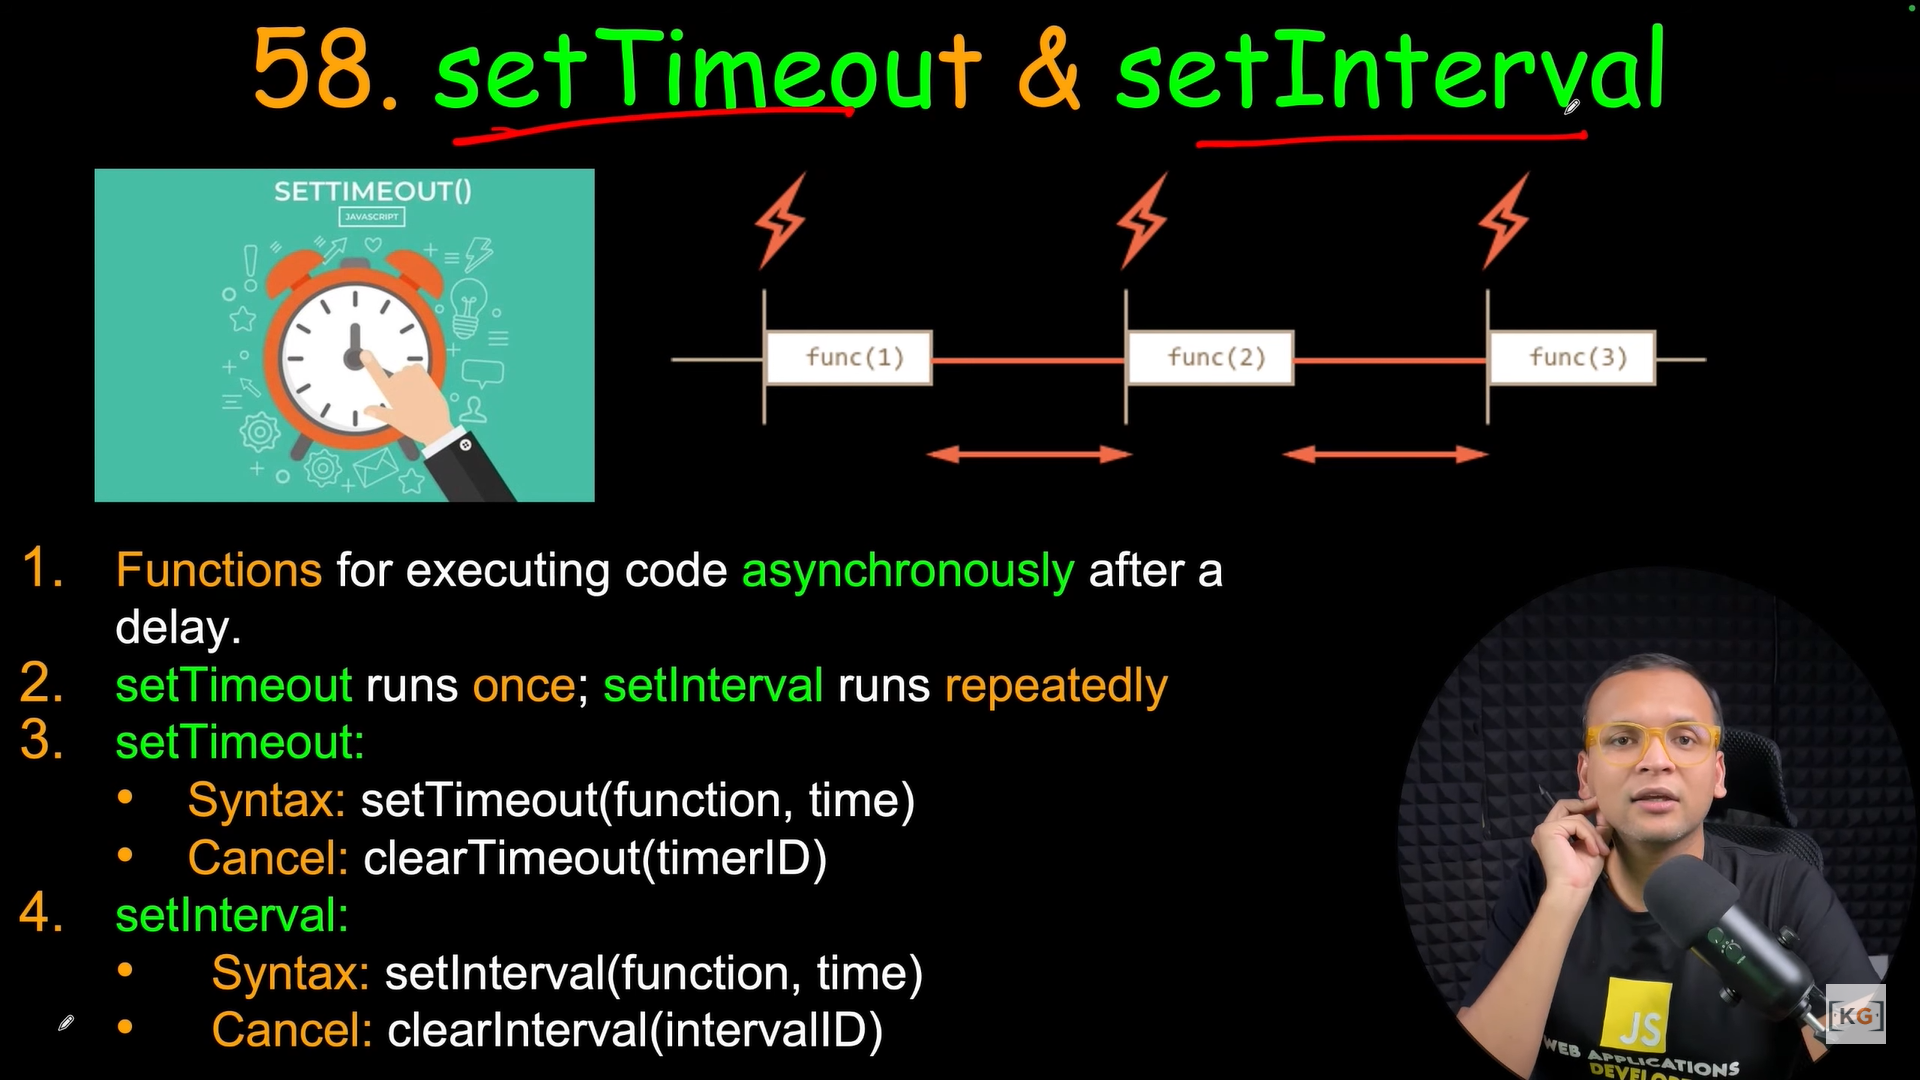 58. setTimeout & setInterval
SETTIMEOUT()
JAVASCRIPT
func(1)
func(2)
func(3)
1. Functions for executing code asynchronously after a
delay.
2. setTimeout runs once; setInterval runs repeatedly
3. setTimeout:
• Syntax: setTimeout(function, time)
• Cancel: clearTimeout(timerID)
4. setInterval:
• Syntax: setInterval(function, time)
• Cancel: clearInterval(intervalID)
JS
WEB APPLICATIONS
KG